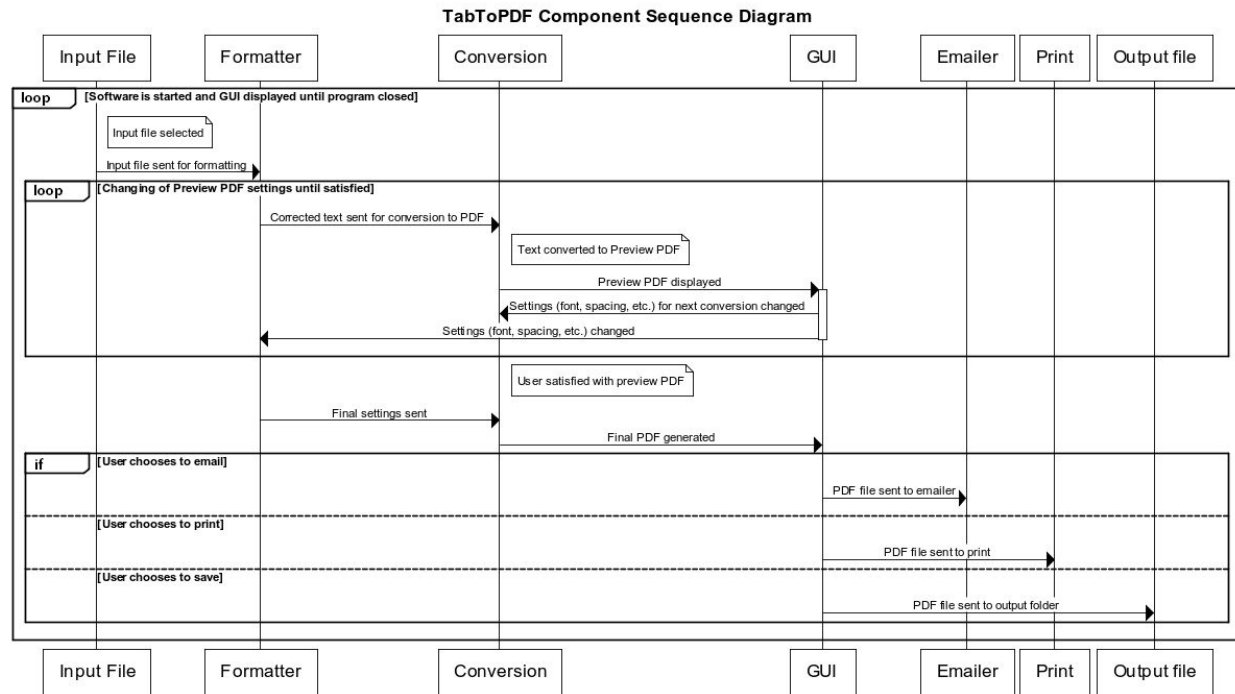 TabToPDF Component Sequence Diagram
Input File Formatter Conversion GUI Emailer Print Output file
loop [Software is started and GUI displayed until program closed]
Input file selected
Input file sent for formatting
loop [Changing of Preview PDF settings until satisfied]
Corrected text sent for conversion to PDF
Text converted to Preview PDF
Preview PDF displayed
Settings (font, spacing, etc.) for next conversion changed
Settings (font, spacing, etc.) changed
User satisfied with preview PDF
Final settings sent
Final PDF generated
if [User chooses to email]
PDF file sent to emailer
[User chooses to print]
PDF file sent to print
[User chooses to save]
PDF file sent to output folder
Input File Formatter Conversion GUI Emailer Print Output file